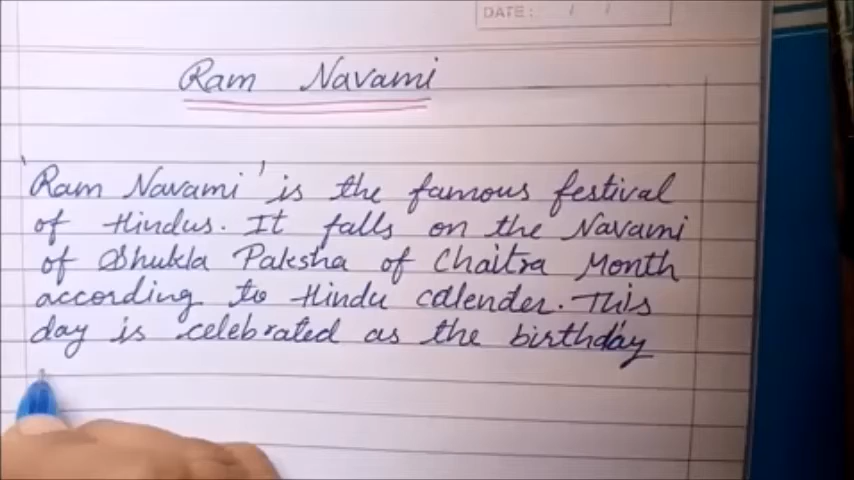 DATE: / /
Ram Navami
'Ram Navami' is the famous festival
of Hindus. It falls on the Navami
of Shukla Paksha of Chaitra Month
according to Hindu calender. This
day is celebrated as the birthday